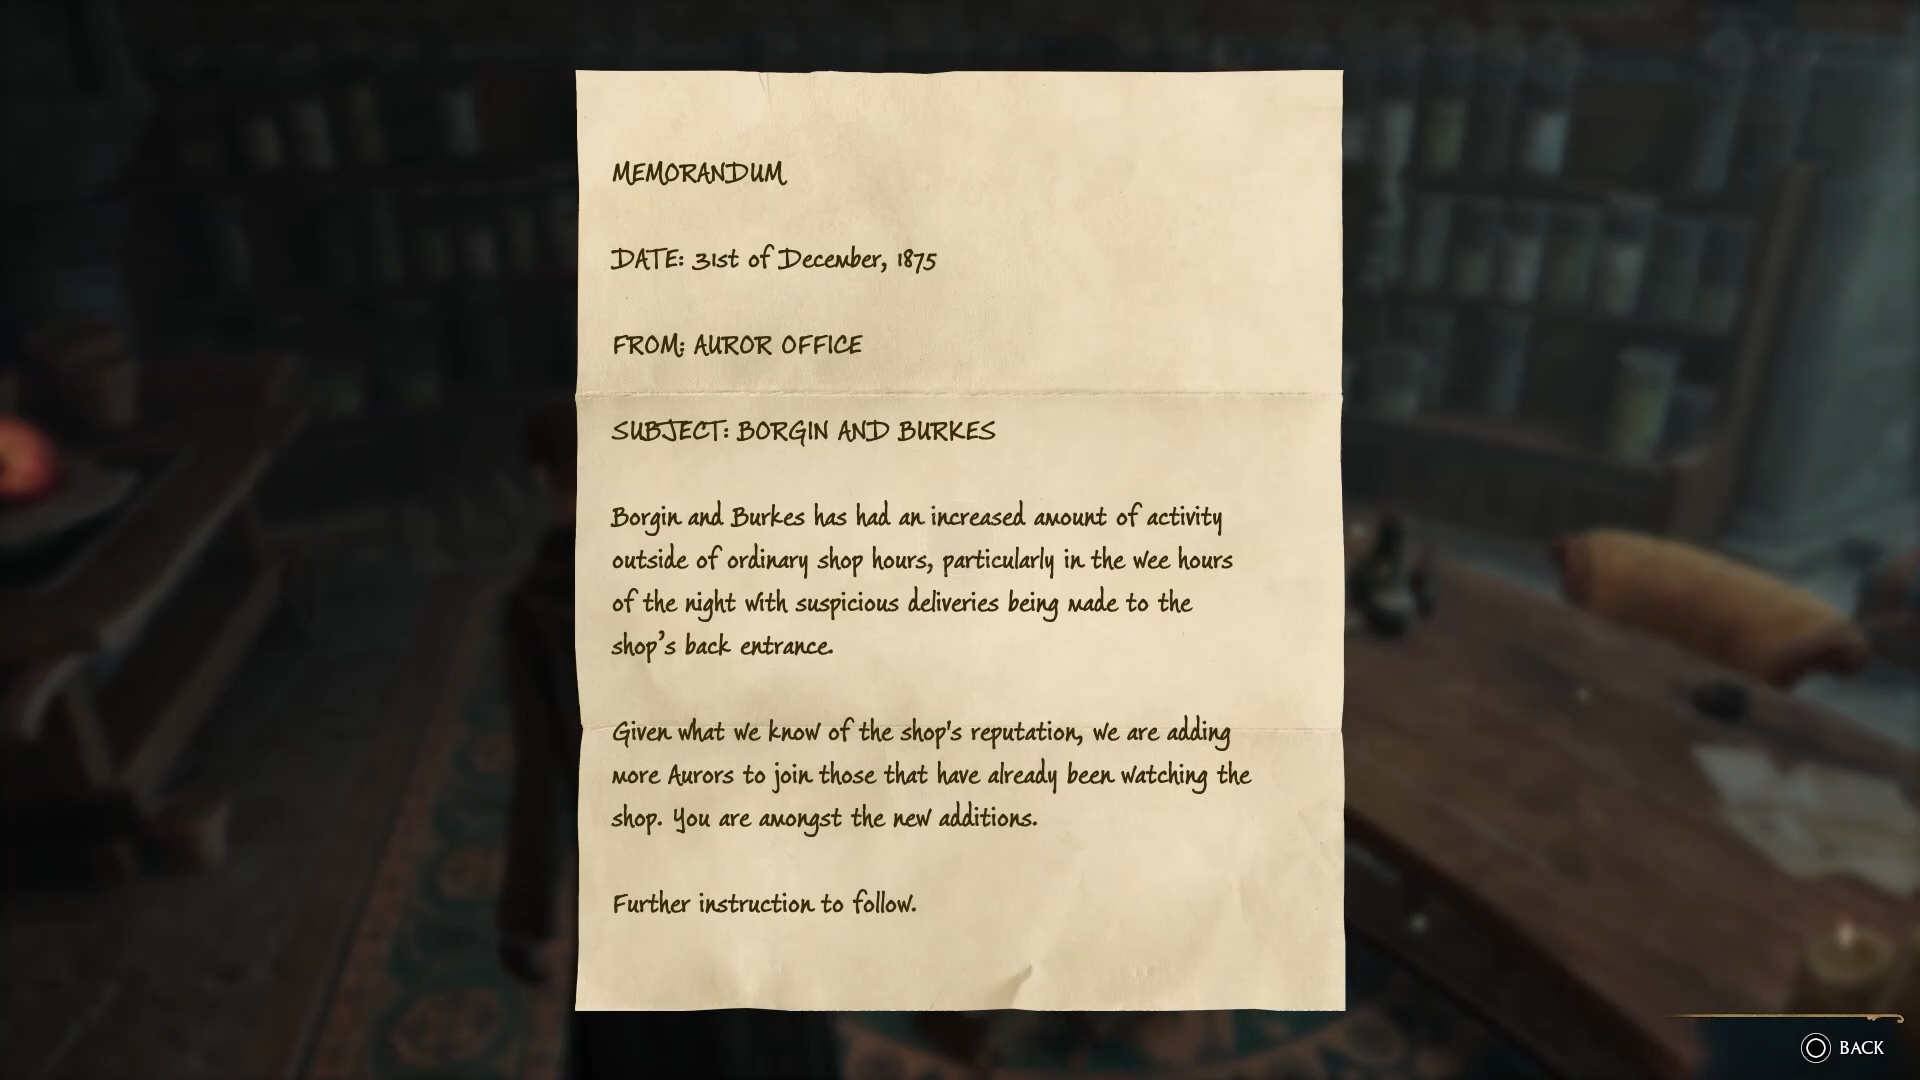 MEMORANDUM
DATE: 31st of December, 1875
FROM: AUROR OFFICE
SUBJECT: BORGIN AND BURKES
Borgin and Burkes has had an increased amount of activity
outside of ordinary shop hours, particularly in the wee hours
of the night with suspicious deliveries being made to the
shop’s back entrance.
Given what we know of the shop's reputation, we are adding
more Aurors to join those that have already been watching the
shop. You are amongst the new additions.
Further instruction to follow.
BACK